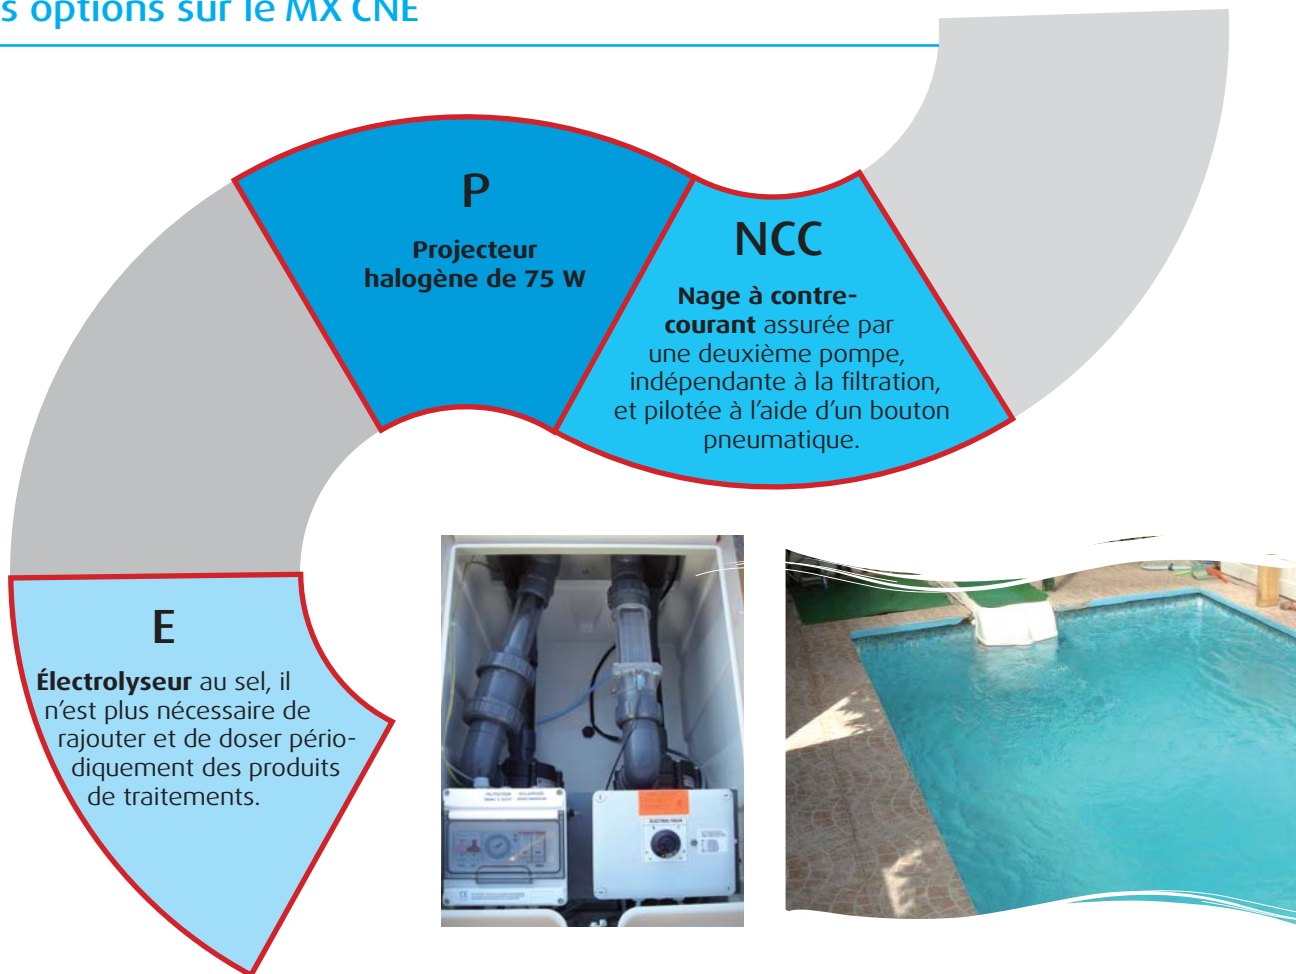 s options sur le MX CNE
P
Projecteur
halogène de 75 W
NCC
Nage à contre-
courant assurée par
une deuxième pompe,
indépendante à la filtration,
et pilotée à l’aide d’un bouton
pneumatique.
E
Électrolyseur au sel, il
n’est plus nécessaire de
rajouter et de doser pério-
diquement des produits
de traitements.